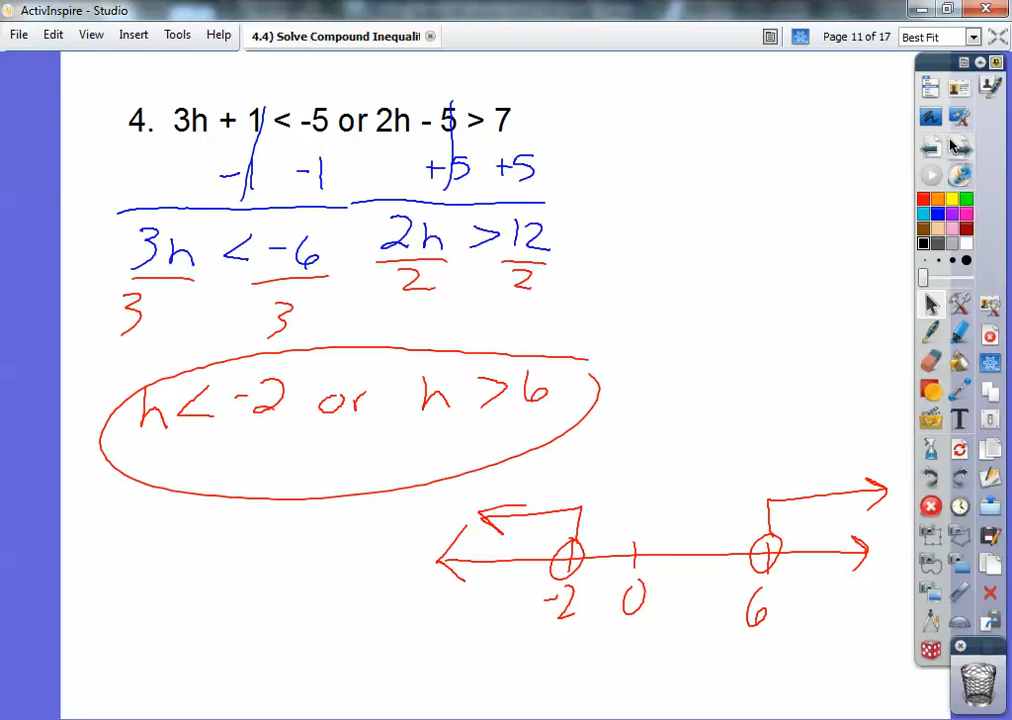 ActivInspire - Studio
File Edit View Insert Tools Help
4.4) Solve Compound Inequalit
Page 11 of 17
Best Fit
4. 3h + 1 < -5 or 2h - 5 > 7
-1 -1 +5 +5
3h < -6 2h > 12
3 3 2 2
h < -2 or h > 6
-2 0 6